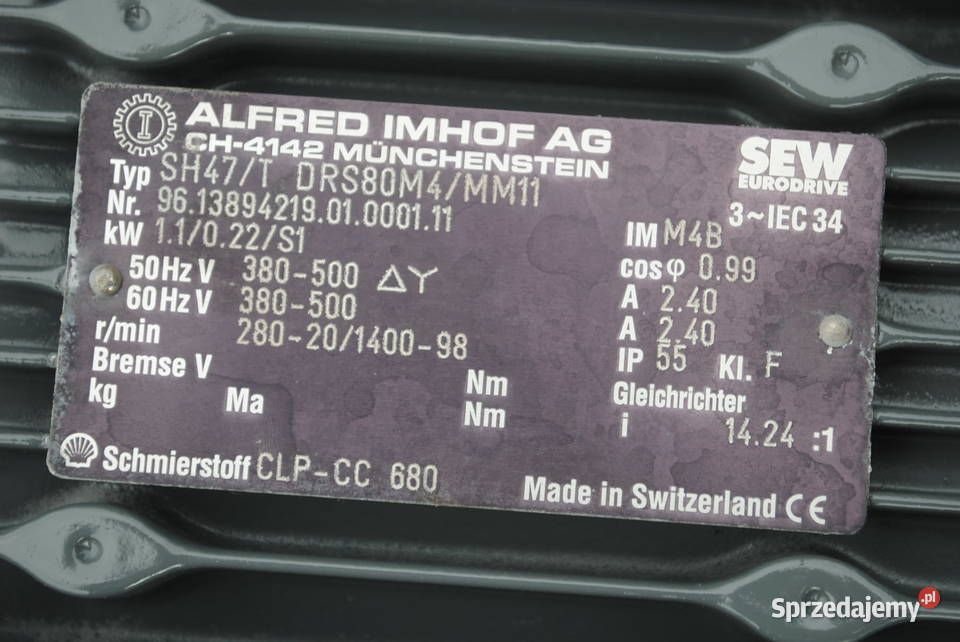 I ALFRED IMHOF AG
CH-4142 MÜNCHENSTEIN
SEW
EURODRIVE
Typ SH47/T DRS80M4/MM11
Nr. 96.13894219.01.0001.11 3~IEC 34
kW 1.1/0.22/S1 IM M4B
50Hz V 380-500 △Y cosφ 0.99
60Hz V 380-500 A 2.40
r/min 280-20/1400-98 A 2.40
Bremse V Nm IP 55 Kl. F
kg Ma Nm Gleichrichter
i 14.24 :1
Schmierstoff CLP-CC 680
Made in Switzerland CE
Sprzedajemy.pl